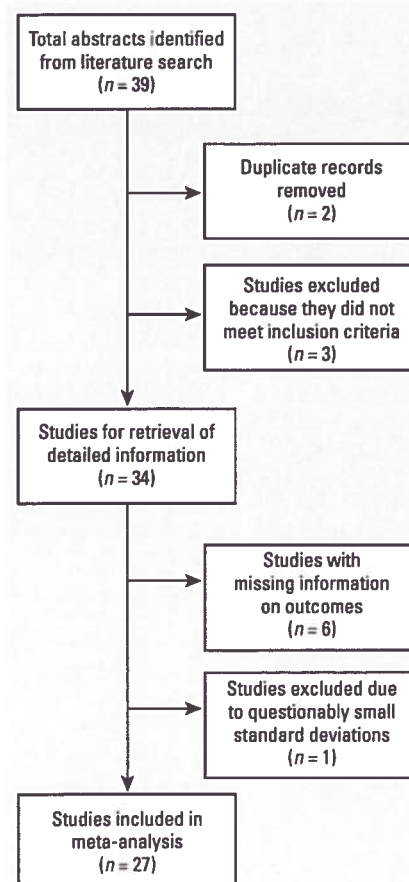 Total abstracts identified
from literature search
(n = 39)
Duplicate records
removed
(n = 2)
Studies excluded
because they did not
meet inclusion criteria
(n = 3)
Studies for retrieval of
detailed information
(n = 34)
Studies with
missing information
on outcomes
(n = 6)
Studies excluded due
to questionably small
standard deviations
(n = 1)
Studies included in
meta-analysis
(n = 27)